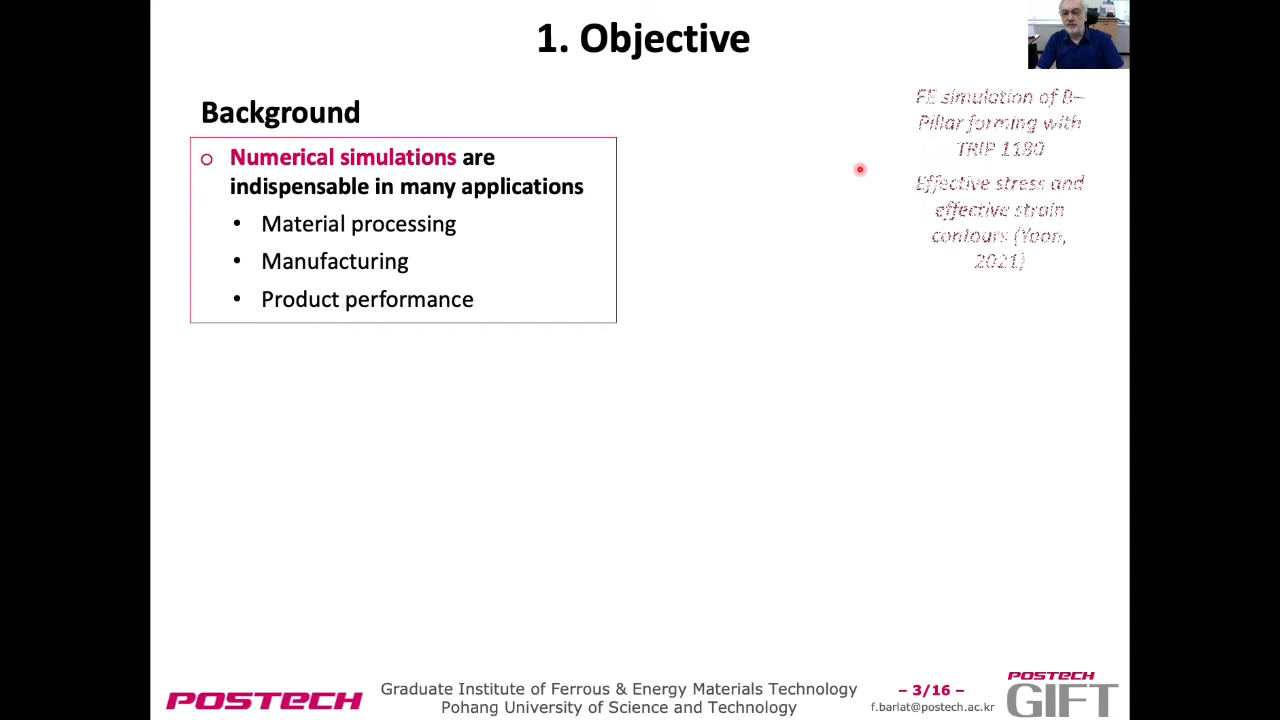 1. Objective
Background
Numerical simulations are
indispensable in many applications
• Material processing
• Manufacturing
• Product performance
FE simulation of B–
Pillar forming with
TRIP 1180
Effective stress and
effective strain
contours (Yoon,
2021)
POSTECH
Graduate Institute of Ferrous & Energy Materials Technology
Pohang University of Science and Technology
– 3/16 –
f.barlat@postech.ac.kr
POSTECH
GIFT